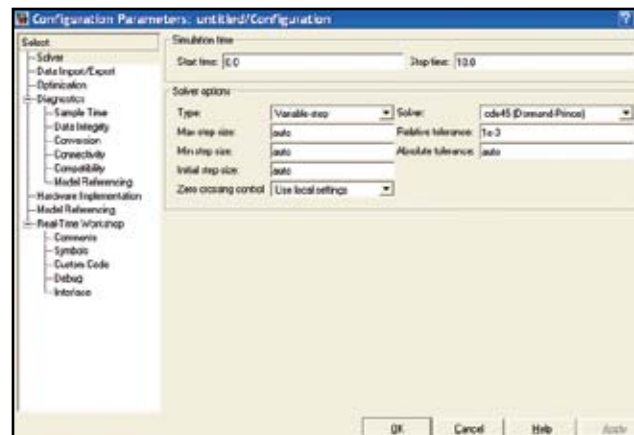 Configuration Parameters: untitled/Configuration
Select:
Solver
Data Import/Export
Optimization
Diagnostics
Sample Time
Data Integrity
Conversion
Connectivity
Compatibility
Model Referencing
Hardware Implementation
Model Referencing
Real-Time Workshop
Comments
Symbols
Custom Code
Debug
Interface
Simulation time
Start time: 0.0 Stop time: 10.0
Solver options
Type: Variable-step Solver: ode45 (Dormand-Prince)
Max step size: auto Relative tolerance: 1e-3
Min step size: auto Absolute tolerance: auto
Initial step size: auto
Zero crossing control: Use local settings
OK Cancel Help Apply